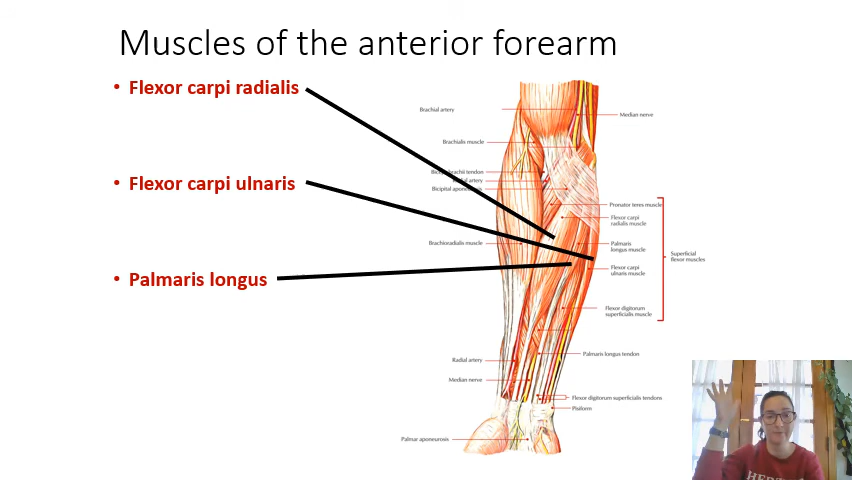 Muscles of the anterior forearm
• Flexor carpi radialis
• Flexor carpi ulnaris
• Palmaris longus
Brachial artery
Median nerve
Brachialis muscle
brachii tendon
artery
Bicipital
Pronator teres muscle
Flexor carpi
radialis muscle
Brachioradialis muscle
Palmaris
longus muscle
Superficial
flexor muscles
Flexor carpi
ulnaris muscle
Flexor digitorum
superficialis muscle
Radial artery
Palmaris longus tendon
Median nerve
Flexor digitorum superficialis tendons
Pisiform
Palmar aponeurosis